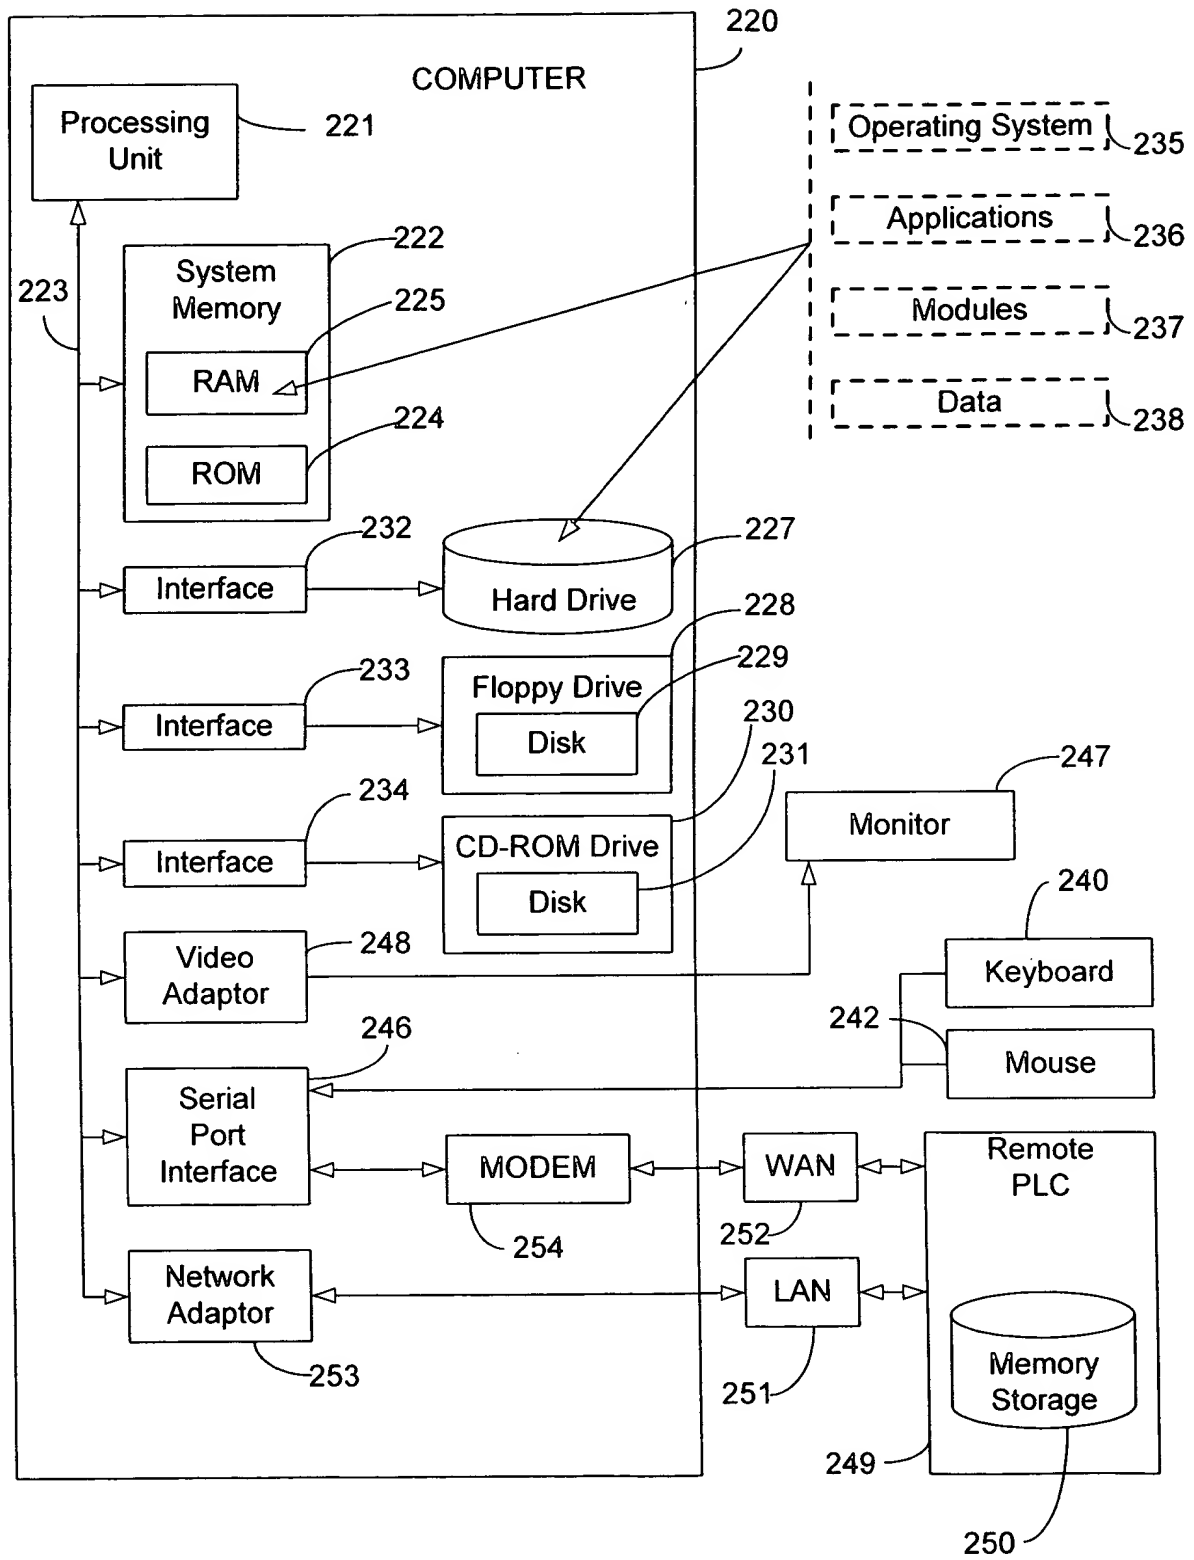 220
COMPUTER
Processing
Unit
221
Operating System
235
Applications
236
Modules
237
Data
238
222
System
Memory
223
225
RAM
224
ROM
232
Interface
227
Hard Drive
228
233
Interface
Floppy Drive
229
Disk
230
231
234
Interface
CD-ROM Drive
Disk
247
Monitor
240
Keyboard
248
Video
Adaptor
242
Mouse
246
Serial
Port
Interface
MODEM
254
WAN
252
Remote
PLC
Network
Adaptor
253
LAN
251
Memory
Storage
249
250